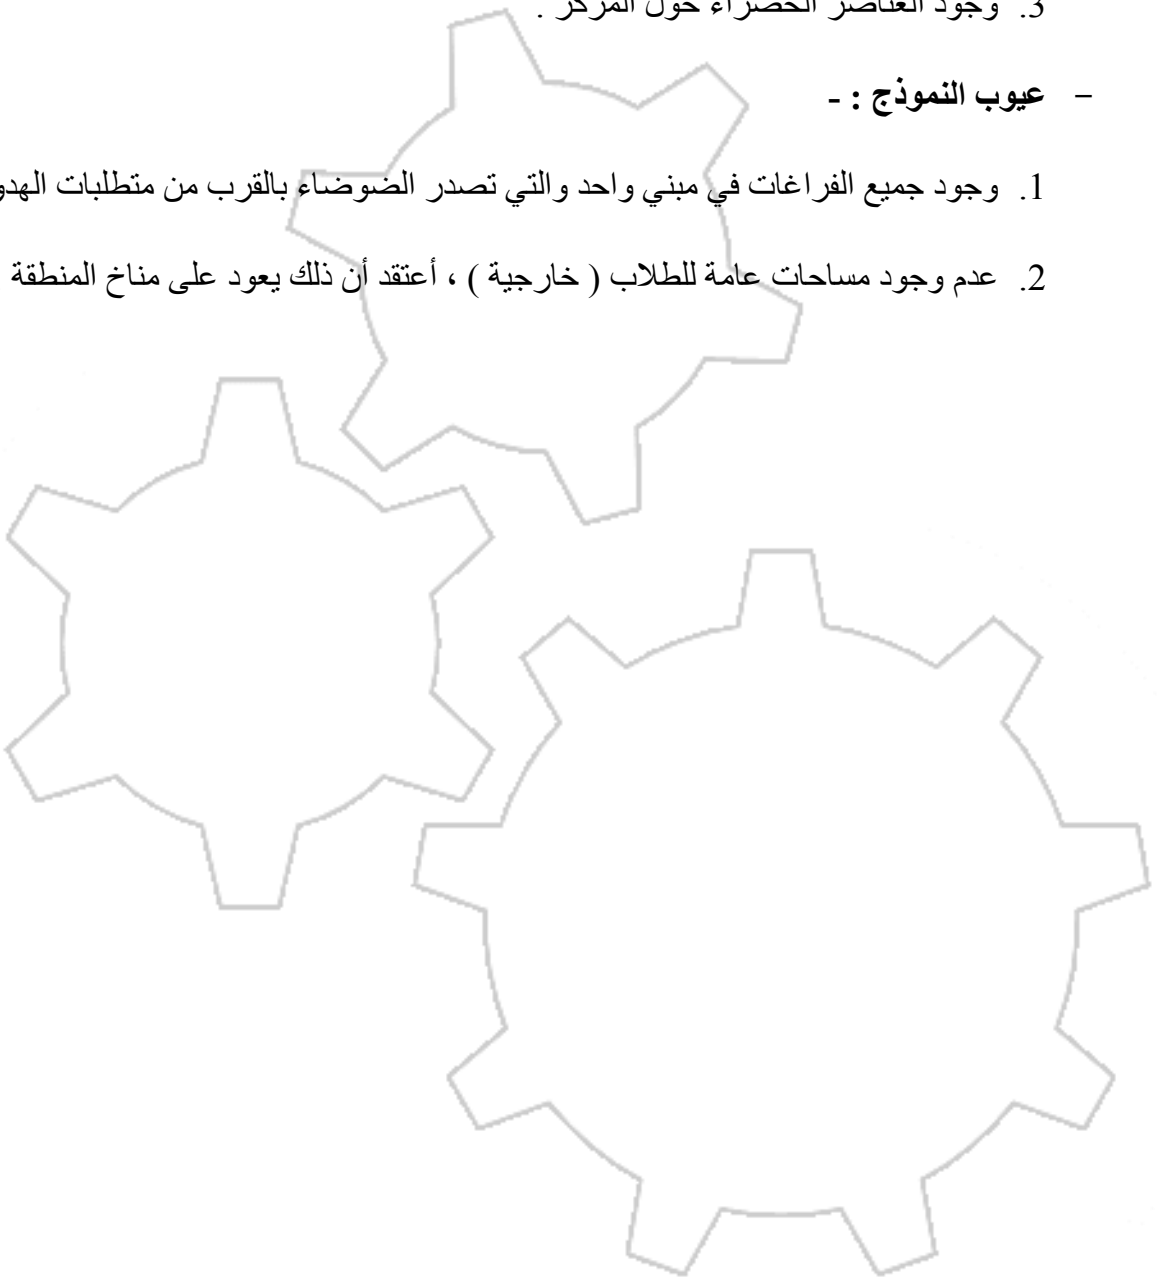 3. وجود العناصر الخضراء حول المركز .
- عيوب النموذج : -
1. وجود جميع الفراغات في مبني واحد والتي تصدر الضوضاء بالقرب من متطلبات
2. عدم وجود مساحات عامة للطلاب ( خارجية ) ، أعتقد أن ذلك يعود على مناخ المنطقة